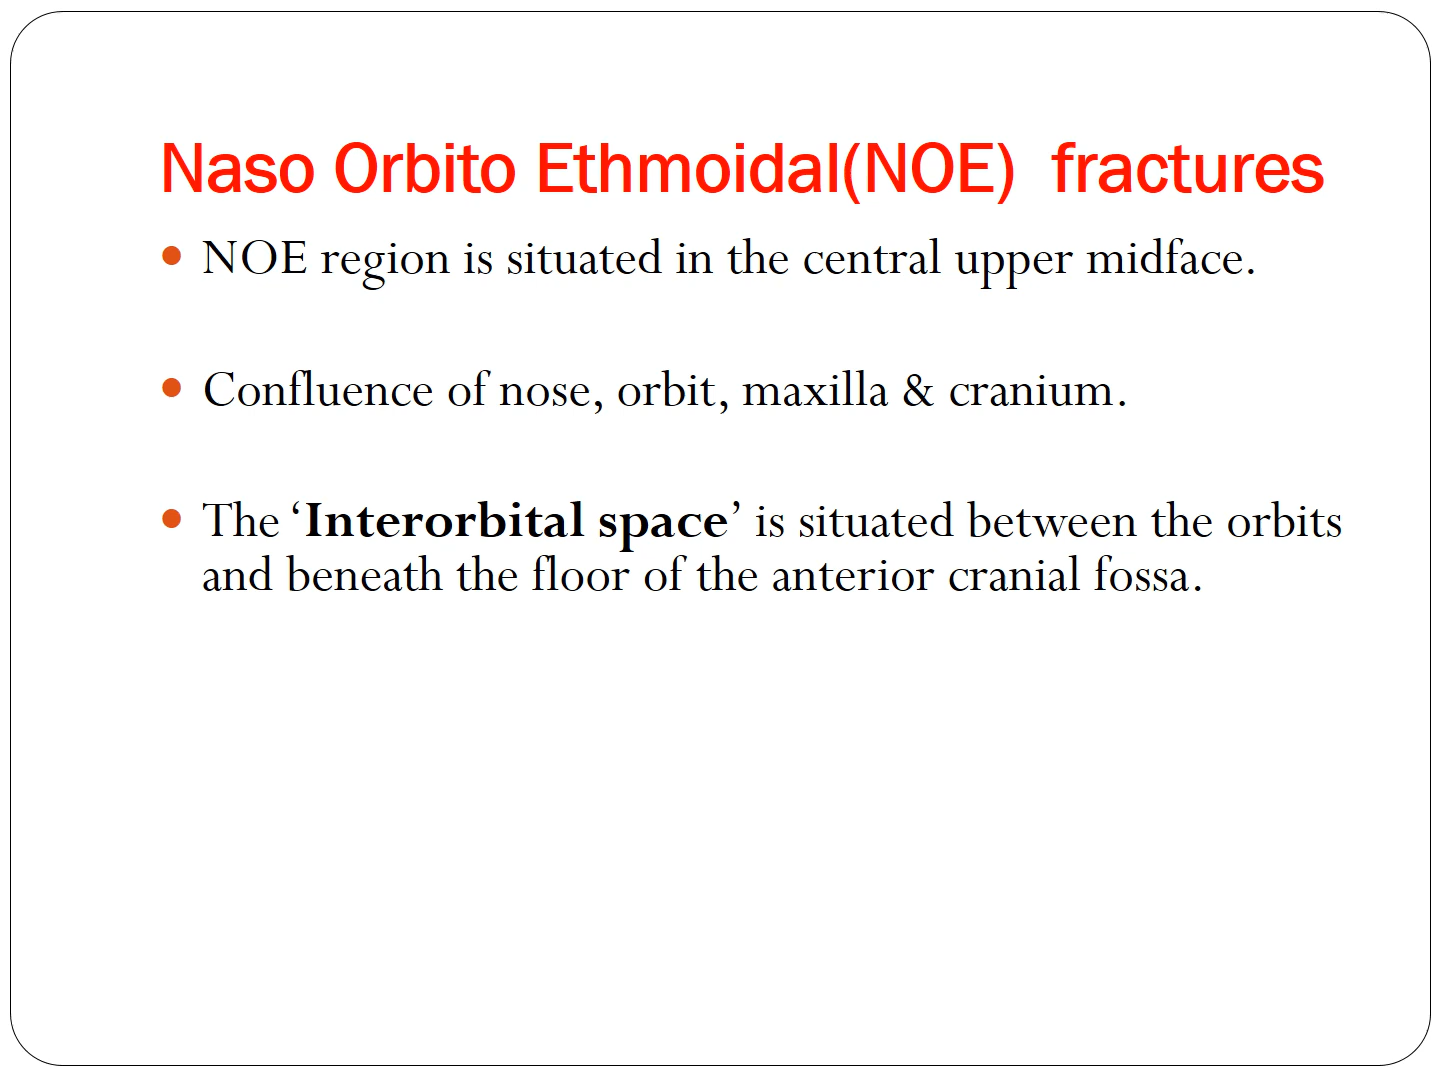 Naso Orbito Ethmoidal(NOE)  fractures
• NOE region is situated in the central upper midface.
• Confluence of nose, orbit, maxilla & cranium.
• The ‘Interorbital space’ is situated between the orbits
and beneath the floor of the anterior cranial fossa.